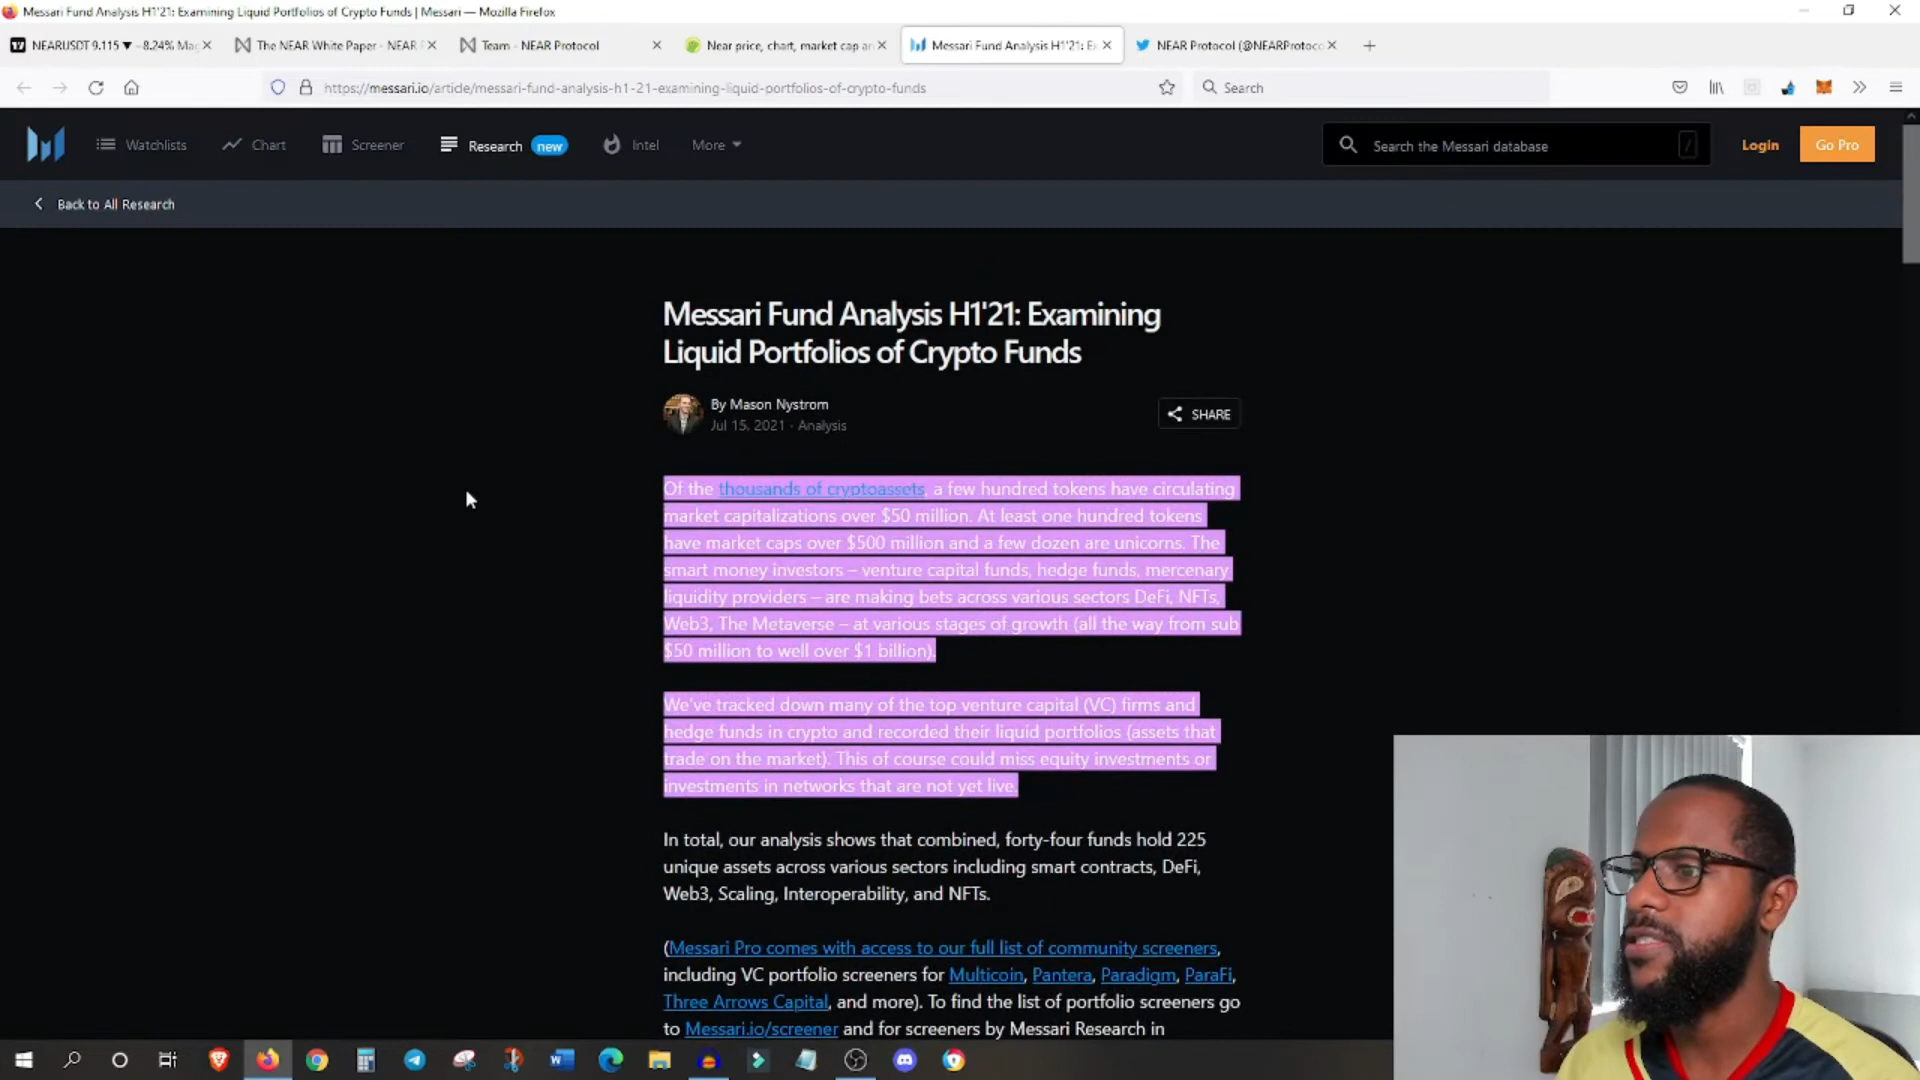 Messari Fund Analysis H1'21: Examining Liquid Portfolios of Crypto Funds | Messari — Mozilla Firefox
NEARUSDT 9.115 ▼ −8.24%
The NEAR White Paper - NEAR
Team - NEAR Protocol
Near price, chart, market cap an
Messari Fund Analysis H1'21: E
NEAR Protocol (@NEARProtoco
https://messari.io/article/messari-fund-analysis-h1-21-examining-liquid-portfolios-of-crypto-funds
Search
Watchlists
Chart
Screener
Research new
Intel
More
Search the Messari database
/
Login
Go Pro
Back to All Research
Messari Fund Analysis H1'21: Examining
Liquid Portfolios of Crypto Funds
By Mason Nystrom
Jul 15, 2021 · Analysis
SHARE
Of the thousands of cryptoassets, a few hundred tokens have circulating
market capitalizations over $50 million. At least one hundred tokens
have market caps over $500 million and a few dozen are unicorns. The
smart money investors – venture capital funds, hedge funds, mercenary
liquidity providers – are making bets across various sectors DeFi, NFTs,
Web3, The Metaverse – at various stages of growth (all the way from sub
$50 million to well over $1 billion).
We've tracked down many of the top venture capital (VC) firms and
hedge funds in crypto and recorded their liquid portfolios (assets that
trade on the market). This of course could miss equity investments or
investments in networks that are not yet live.
In total, our analysis shows that combined, forty-four funds hold 225
unique assets across various sectors including smart contracts, DeFi,
Web3, Scaling, Interoperability, and NFTs.
(Messari Pro comes with access to our full list of community screeners,
including VC portfolio screeners for Multicoin, Pantera, Paradigm, ParaFi,
Three Arrows Capital, and more). To find the list of portfolio screeners go
to Messari.io/screener and for screeners by Messari Research in